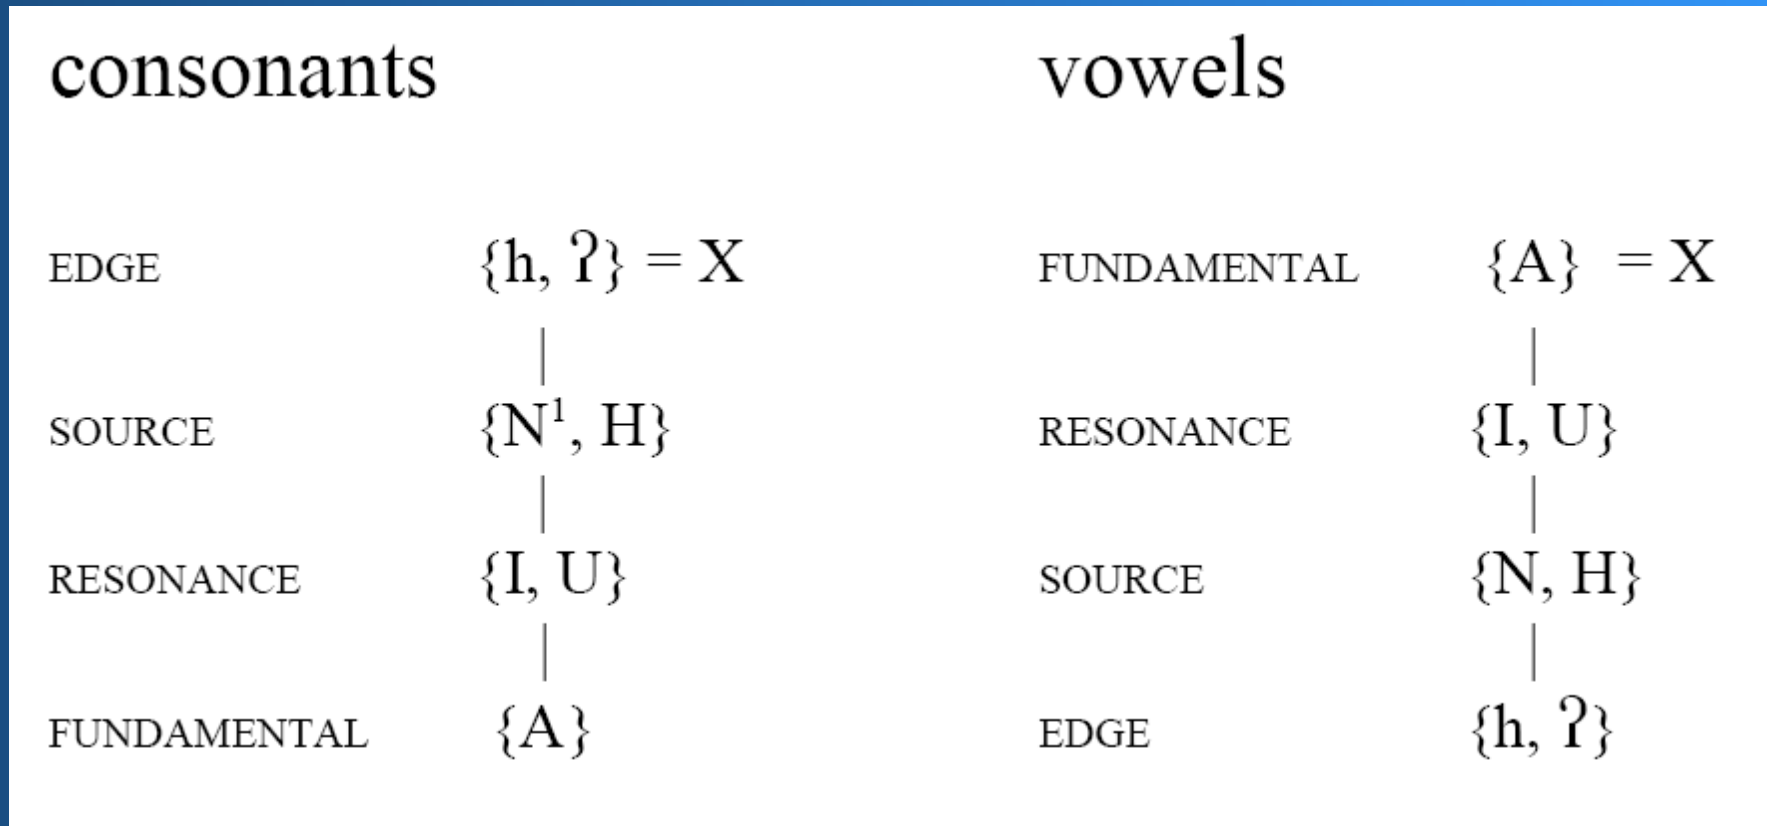 consonants
vowels
EDGE {h, ʔ} = X
FUNDAMENTAL {A} = X
SOURCE {N¹, H}
RESONANCE {I, U}
RESONANCE {I, U}
SOURCE {N, H}
FUNDAMENTAL {A}
EDGE {h, ʔ}